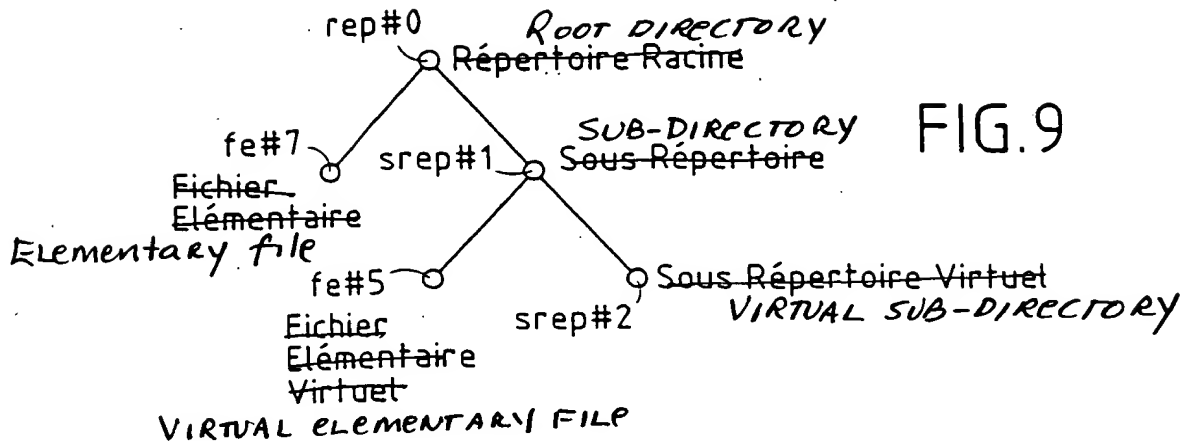 rep#0
ROOT DIRECTORY
Répertoire Racine
SUB-DIRECTORY
FIG.9
fe#7
srep#1
Sous Répertoire
Fichier
Elémentaire
Elementary file
fe#5
Sous Répertoire Virtuel
srep#2
VIRTUAL SUB-DIRECTORY
Fichier
Elémentaire
Virtuel
VIRTUAL ELEMENTARY FILE